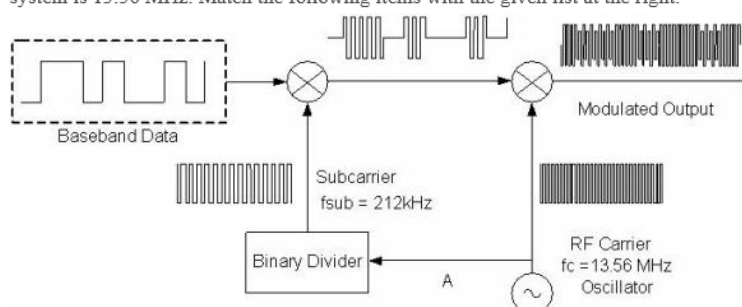 system is 13.56 MHz. Match the following items with the given list at the right.
Baseband Data
Modulated Output
Subcarrier
fsub = 212kHz
Binary Divider
A
RF Carrier
fc = 13.56 MHz
Oscillator